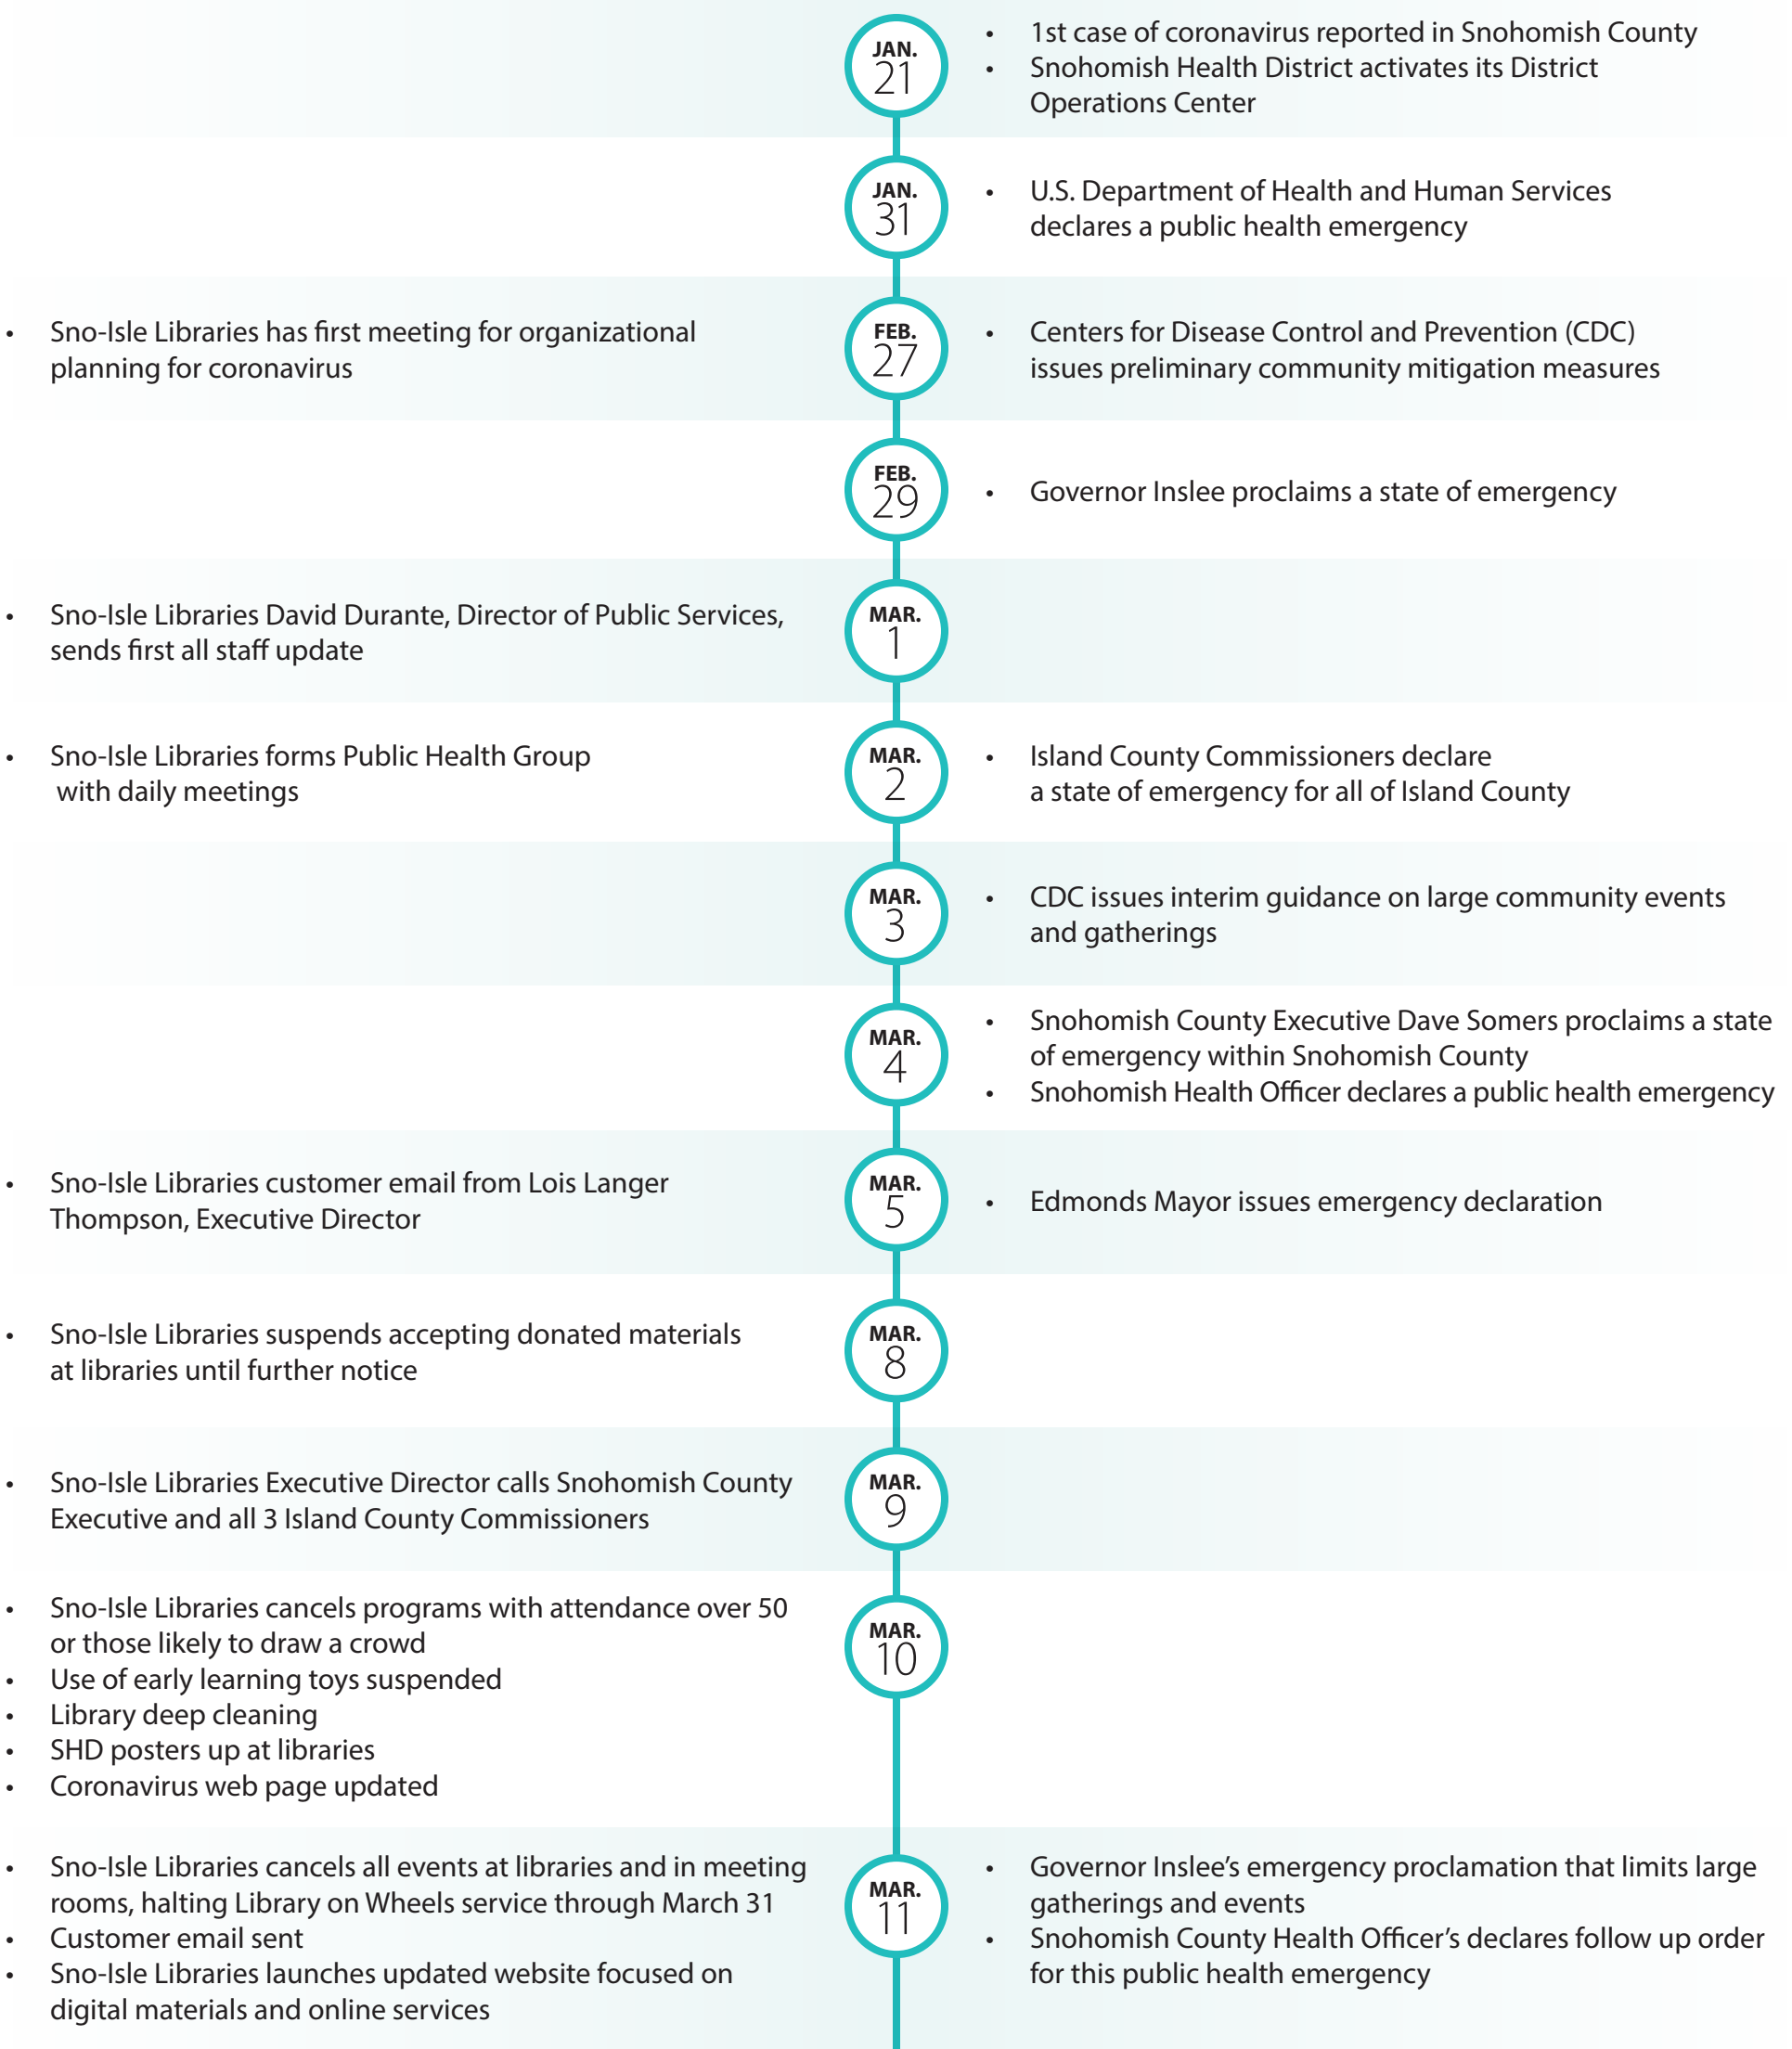 JAN.
21
• 1st case of coronavirus reported in Snohomish County
• Snohomish Health District activates its District
Operations Center
JAN.
31
• U.S. Department of Health and Human Services
declares a public health emergency
• Sno-Isle Libraries has first meeting for organizational
planning for coronavirus
FEB.
27
• Centers for Disease Control and Prevention (CDC)
issues preliminary community mitigation measures
FEB.
29
• Governor Inslee proclaims a state of emergency
• Sno-Isle Libraries David Durante, Director of Public Services,
sends first all staff update
MAR.
1
• Sno-Isle Libraries forms Public Health Group
with daily meetings
MAR.
2
• Island County Commissioners declare
a state of emergency for all of Island County
MAR.
3
• CDC issues interim guidance on large community events
and gatherings
MAR.
4
• Snohomish County Executive Dave Somers proclaims a state
of emergency within Snohomish County
• Snohomish Health Officer declares a public health emergency
• Sno-Isle Libraries customer email from Lois Langer
Thompson, Executive Director
MAR.
5
• Edmonds Mayor issues emergency declaration
• Sno-Isle Libraries suspends accepting donated materials
at libraries until further notice
MAR.
8
• Sno-Isle Libraries Executive Director calls Snohomish County
Executive and all 3 Island County Commissioners
MAR.
9
• Sno-Isle Libraries cancels programs with attendance over 50
or those likely to draw a crowd
• Use of early learning toys suspended
• Library deep cleaning
• SHD posters up at libraries
• Coronavirus web page updated
MAR.
10
• Sno-Isle Libraries cancels all events at libraries and in meeting
rooms, halting Library on Wheels service through March 31
• Customer email sent
• Sno-Isle Libraries launches updated website focused on
digital materials and online services
MAR.
11
• Governor Inslee’s emergency proclamation that limits large
gatherings and events
• Snohomish County Health Officer’s declares follow up order
for this public health emergency